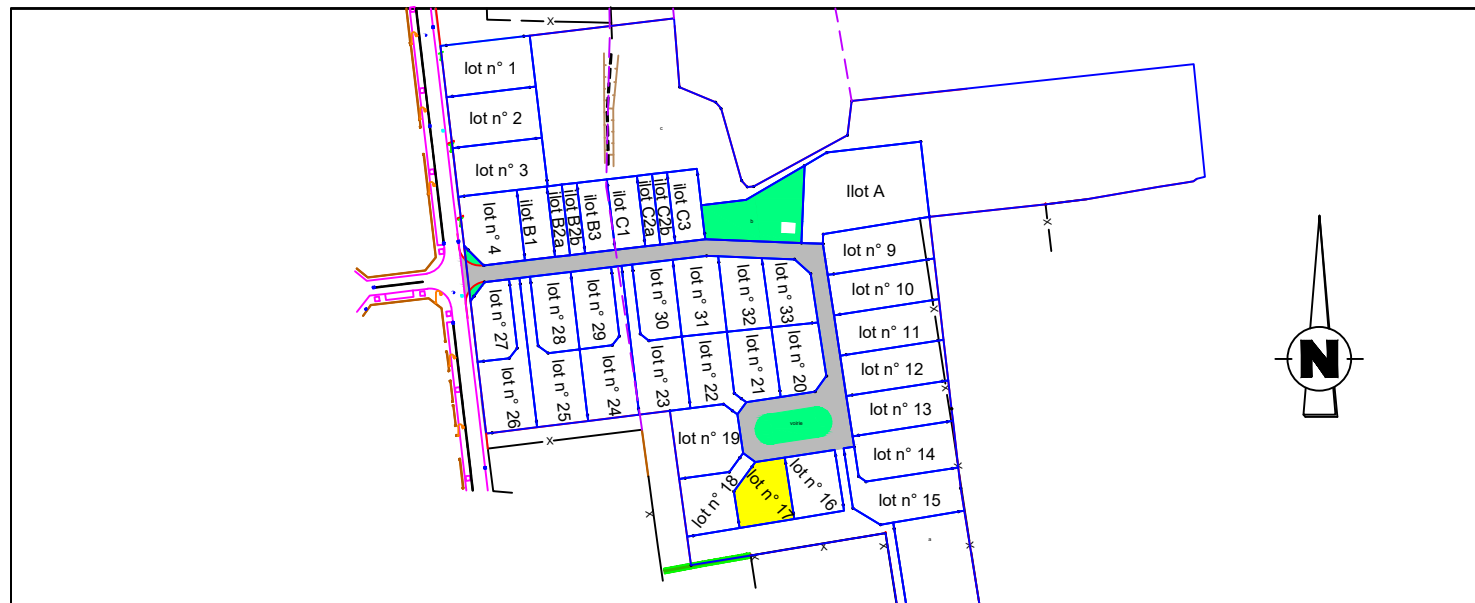 lot n° 1
lot n° 2
lot n° 3
lot n° 4
ilot B1
ilot B2a
ilot B2b
ilot B3
ilot C1
ilot C2a
ilot C2b
ilot C3
Ilot A
lot n° 9
lot n° 10
lot n° 11
lot n° 12
lot n° 13
lot n° 14
lot n° 15
lot n° 27
lot n° 28
lot n° 29
lot n° 30
lot n° 31
lot n° 32
lot n° 33
lot n° 26
lot n° 25
lot n° 24
lot n° 23
lot n° 22
lot n° 21
lot n° 20
voirie
lot n° 19
lot n° 18
lot n° 17
lot n° 16
N